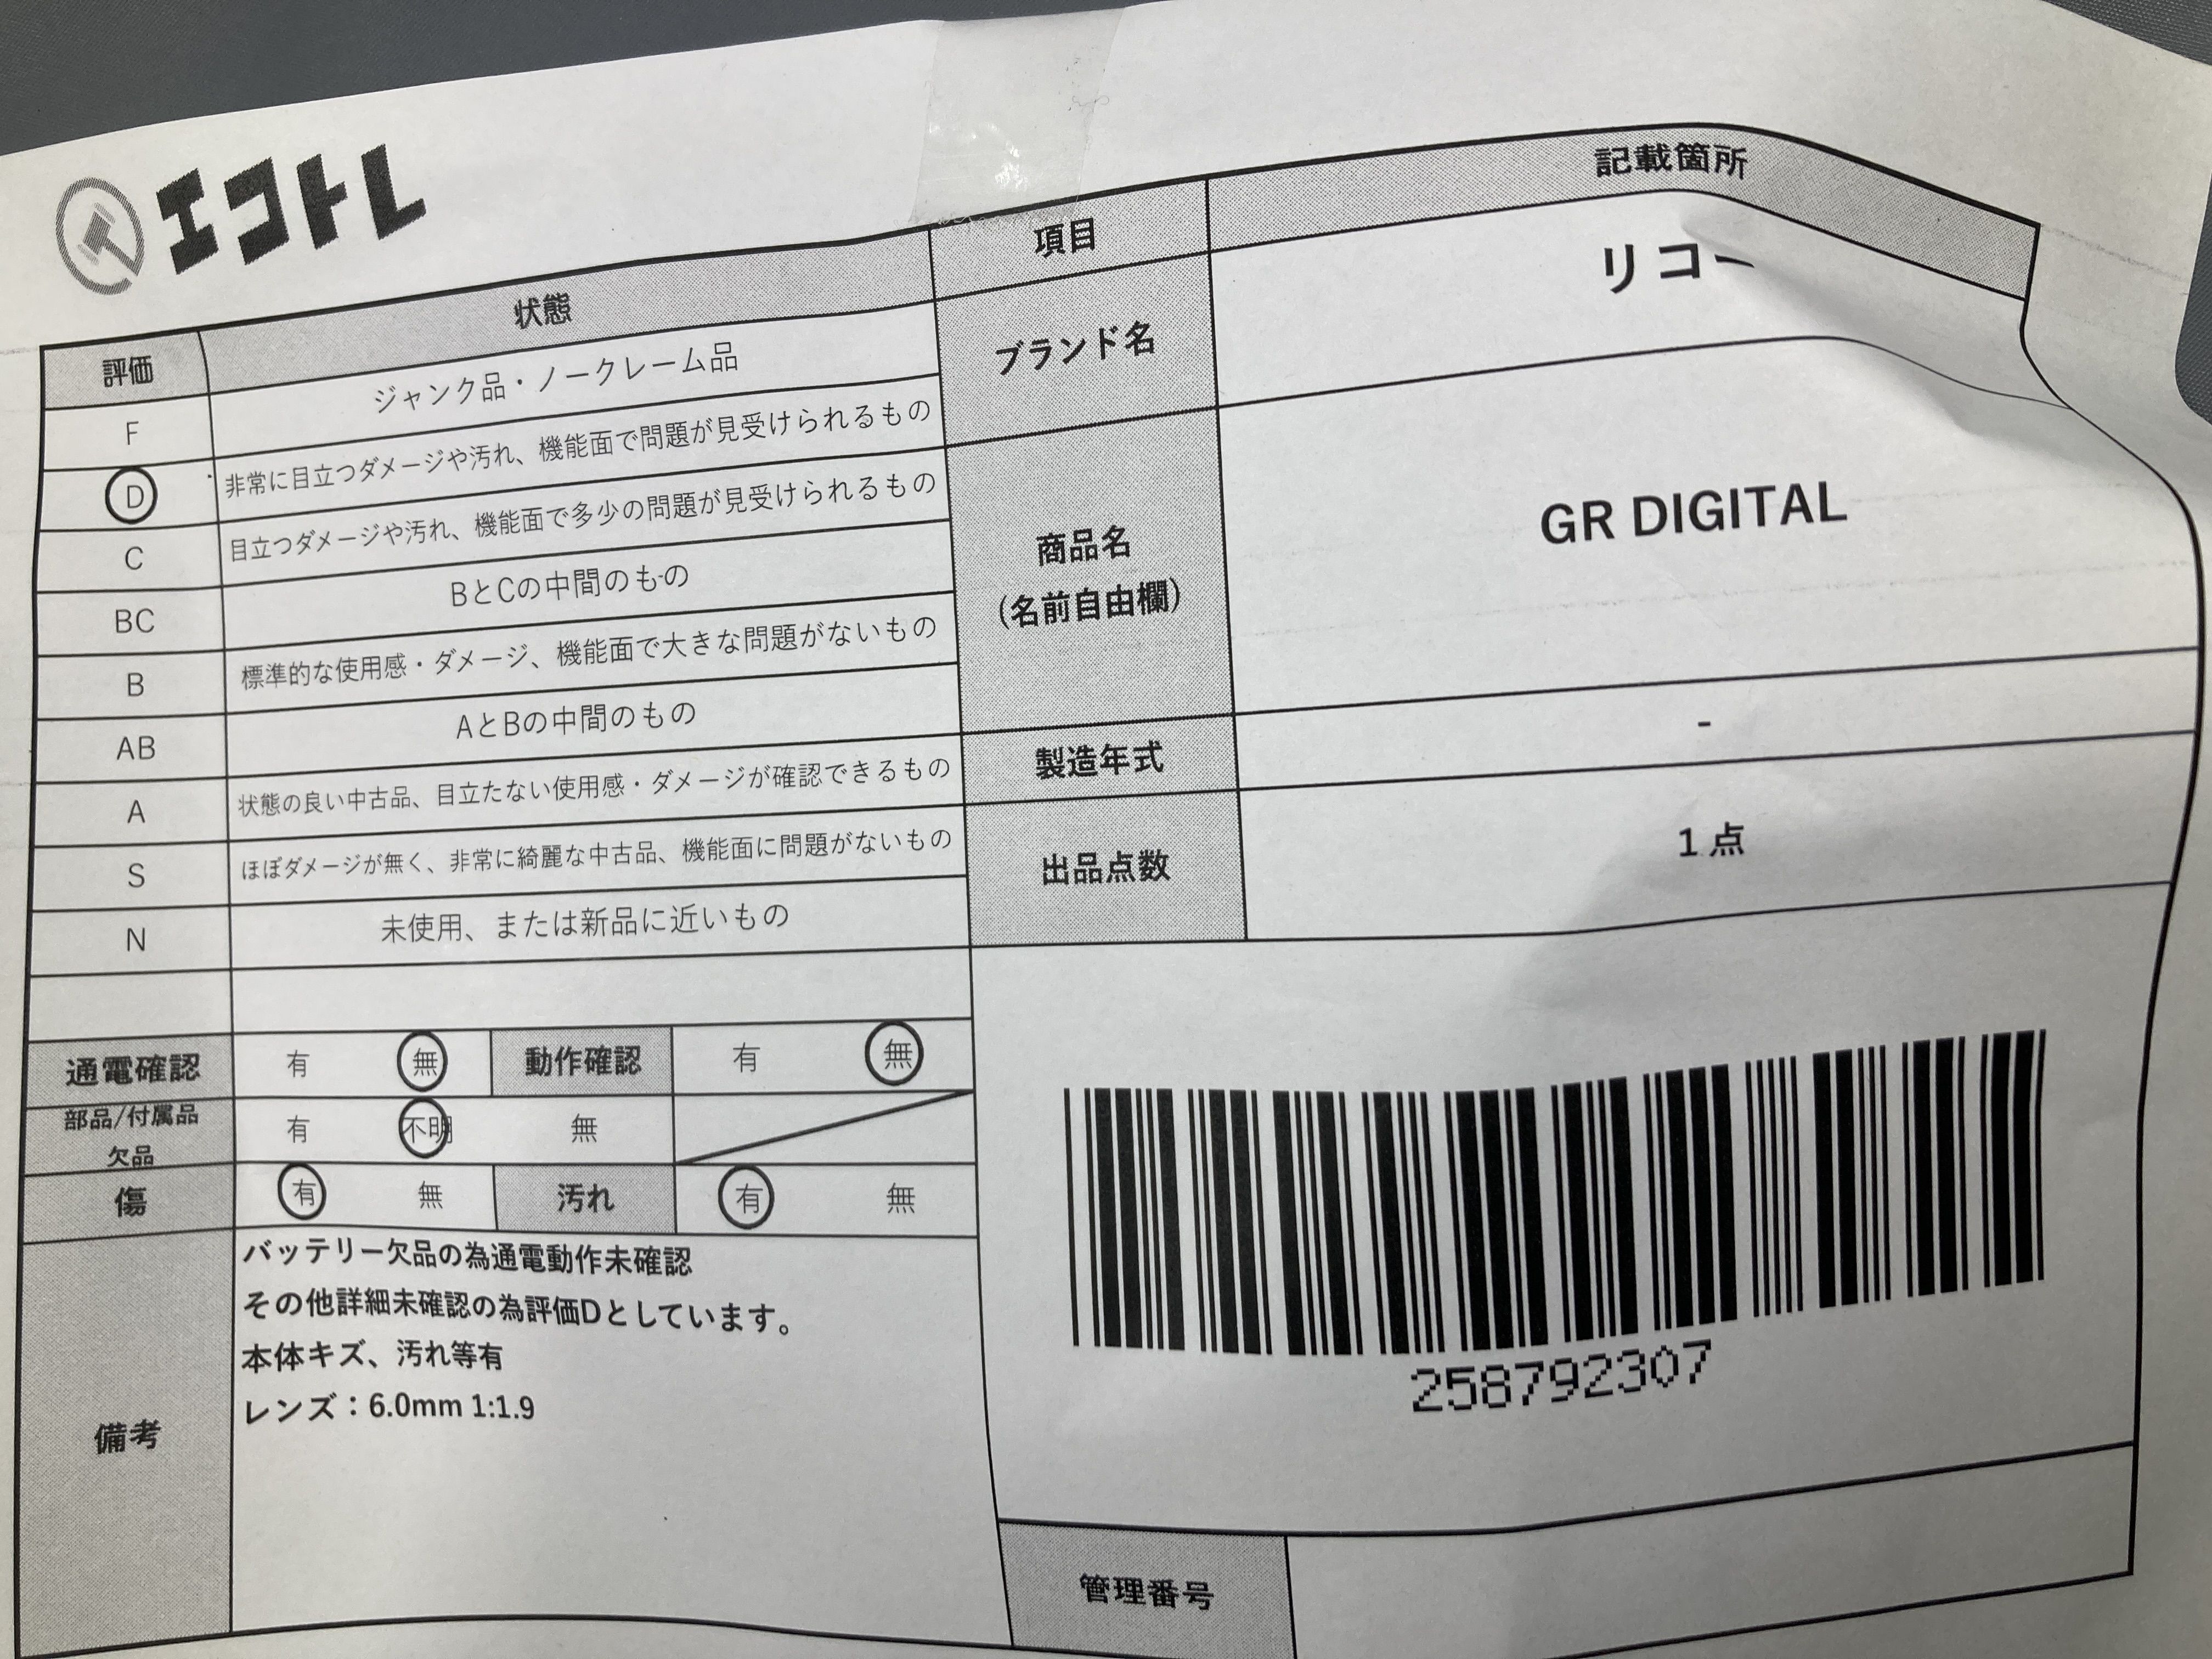 エコトレ
評価 状態
F ジャンク品・ノークレーム品
D 非常に目立つダメージや汚れ、機能面で問題が見受けられるもの
C 目立つダメージや汚れ、機能面で多少の問題が見受けられるもの
BC BとCの中間のもの
B 標準的な使用感・ダメージ、機能面で大きな問題がないもの
AB AとBの中間のもの
A 状態の良い中古品、目立たない使用感・ダメージが確認できるもの
S ほぼダメージが無く、非常に綺麗な中古品、機能面に問題がないもの
N 未使用、または新品に近いもの
通電確認 有 無 動作確認 有 無
部品/付属品
欠品 有 不明 無
傷 有 無 汚れ 有 無
備考
バッテリー欠品の為通電動作未確認
その他詳細未確認の為評価Dとしています。
本体キズ、汚れ等有
レンズ：6.0mm 1:1.9
項目 記載箇所
ブランド名 リコー
商品名
(名前自由欄)
GR DIGITAL
製造年式 -
出品点数 1点
258792307
管理番号